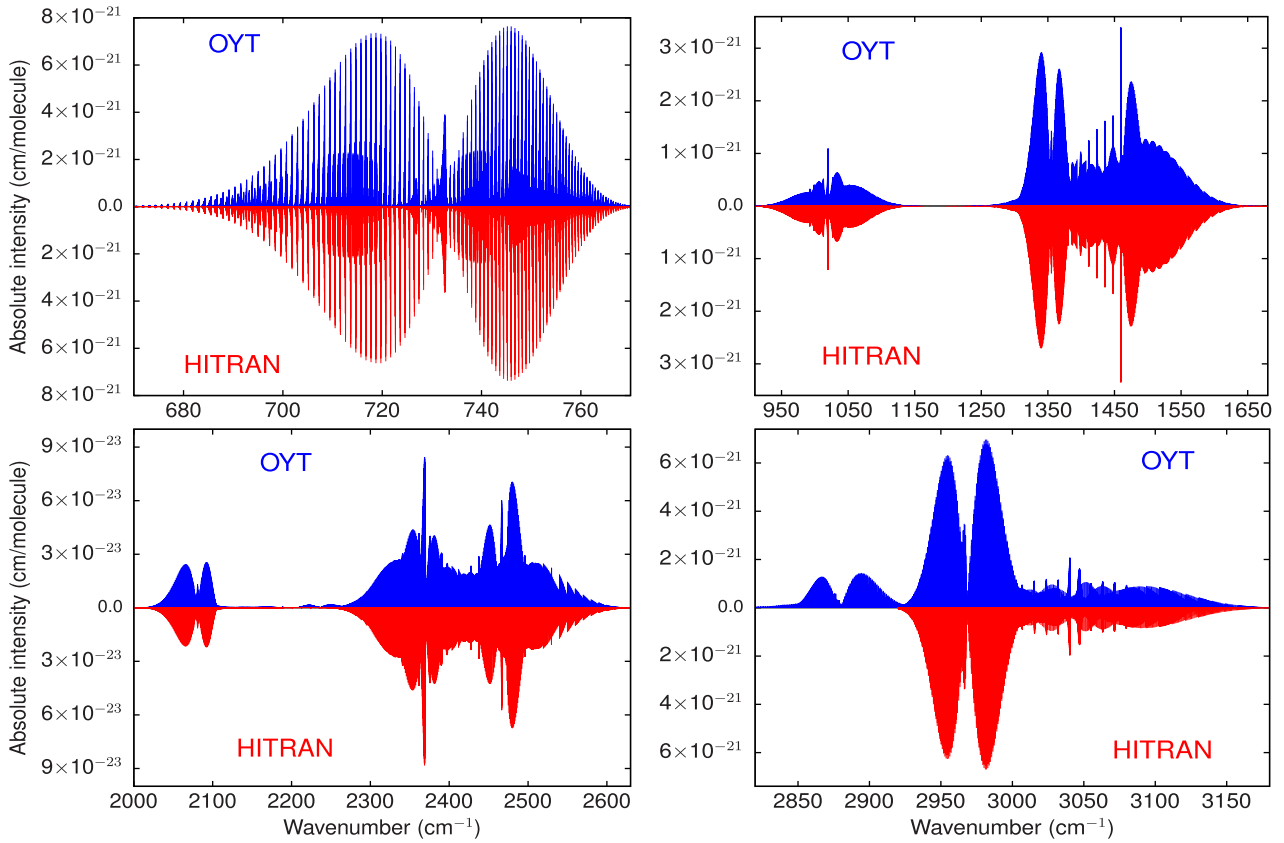 Absolute intensity (cm/molecule)
8×10−21
6×10−21
4×10−21
2×10−21
0.0
2×10−21
4×10−21
6×10−21
8×10−21
OYT
HITRAN
680 700 720 740 760
3×10−21
2×10−21
1×10−21
0.0
1×10−21
2×10−21
3×10−21
OYT
HITRAN
950 1050 1150 1250 1350 1450 1550 1650
Absolute intensity (cm/molecule)
9×10−23
6×10−23
3×10−23
0.0
3×10−23
6×10−23
9×10−23
OYT
HITRAN
2000 2100 2200 2300 2400 2500 2600
Wavenumber (cm−1)
6×10−21
4×10−21
2×10−21
0.0
2×10−21
4×10−21
6×10−21
OYT
HITRAN
2850 2900 2950 3000 3050 3100 3150
Wavenumber (cm−1)